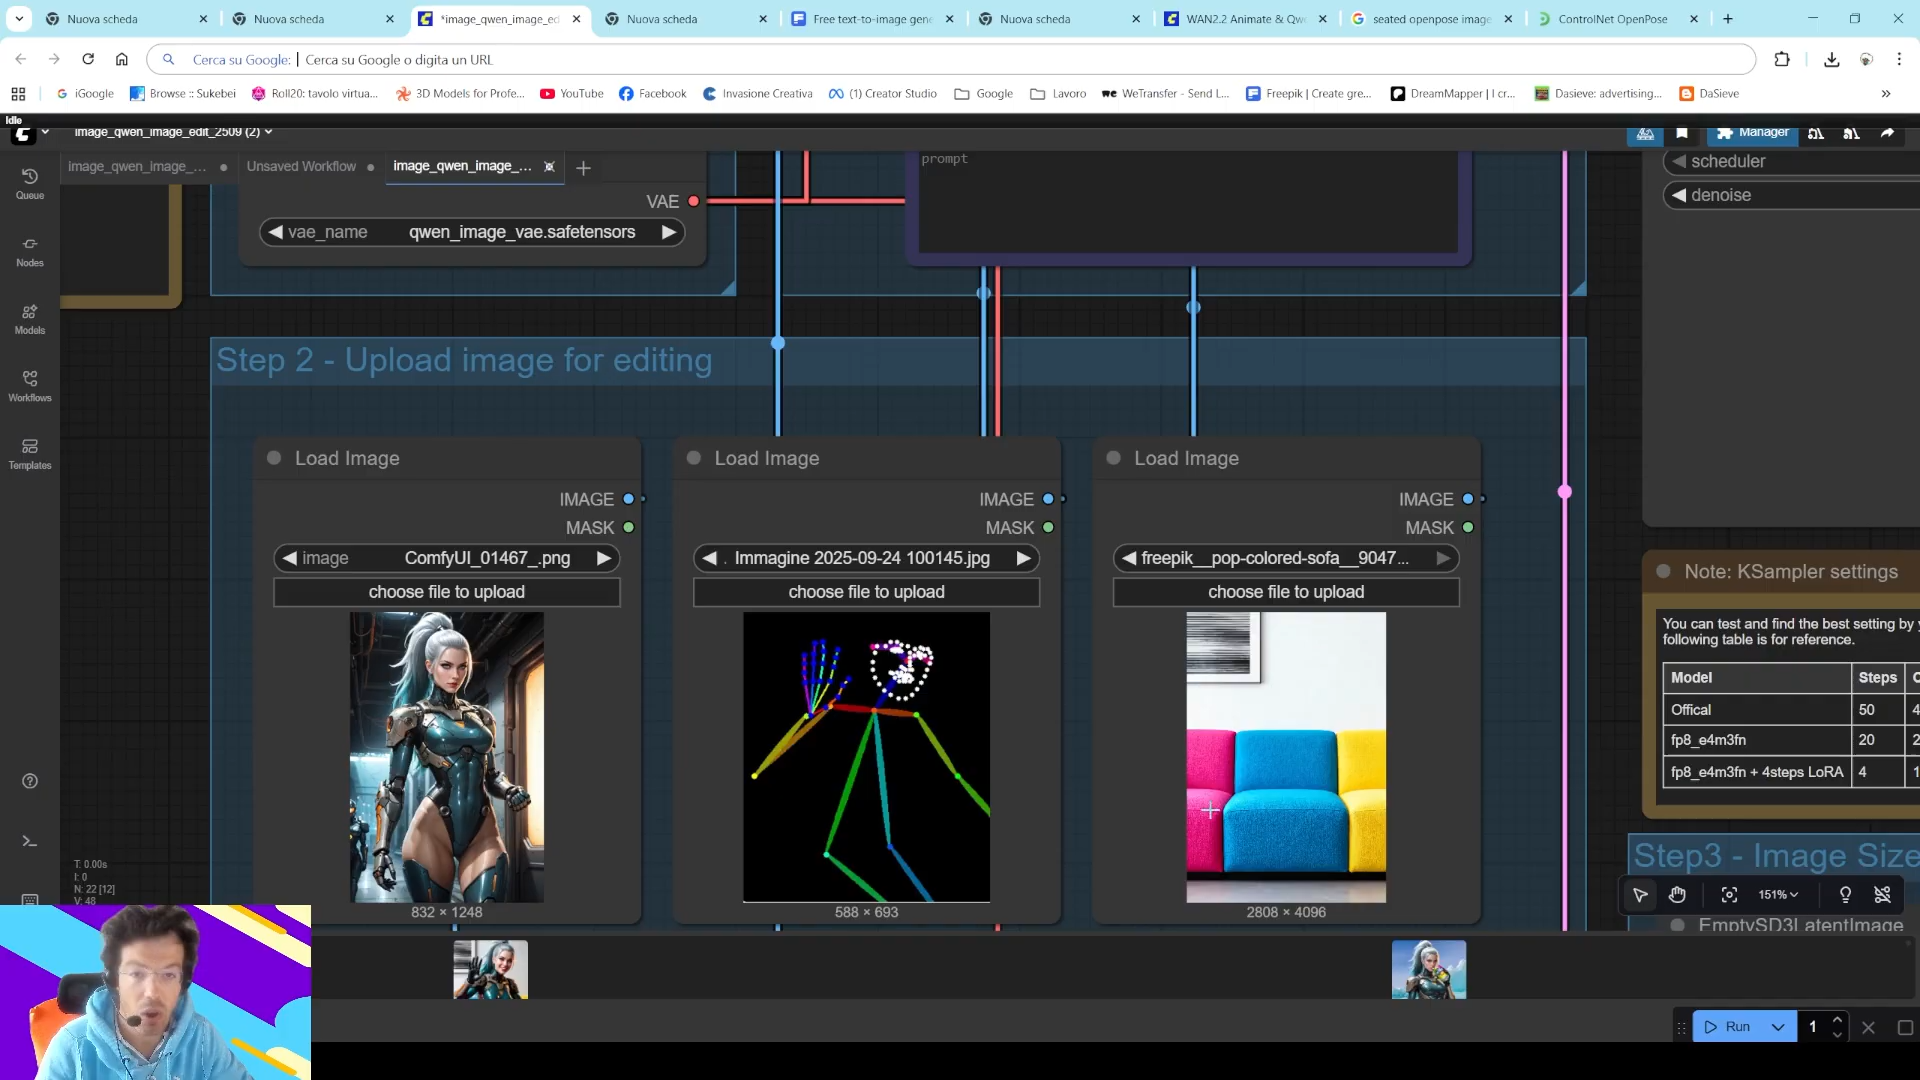 Nuova scheda
Nuova scheda
*image_qwen_image_ed
Nuova scheda
Free text-to-image gene
Nuova scheda
WAN2.2 Animate & Qw
seated openpose image
ControlNet OpenPose
Cerca su Google: Cerca su Google o digita un URL
iGoogle
Browse :: Sukebei
Roll20: tavolo virtua...
3D Models for Profe...
YouTube
Facebook
Invasione Creativa
(1) Creator Studio
Google
Lavoro
WeTransfer - Send L...
Freepik | Create gre...
DreamMapper | I cr...
Dasieve: advertising...
DaSieve
Idle
image_qwen_image_edit_2509 (2)
Manager
image_qwen_image_...
Unsaved Workflow
image_qwen_image_...
Queue
Nodes
Models
Workflows
Templates
VAE
vae_name qwen_image_vae.safetensors
prompt
scheduler
denoise
Step 2 - Upload image for editing
Load Image
IMAGE
MASK
image ComfyUI_01467_.png
choose file to upload
832 × 1248
Load Image
IMAGE
MASK
. Immagine 2025-09-24 100145.jpg
choose file to upload
588 × 693
Load Image
IMAGE
MASK
freepik__pop-colored-sofa__9047...
choose file to upload
2808 × 4096
Note: KSampler settings
You can test and find the best setting by y
following table is for reference.
Model Steps C
Offical 50 4
fp8_e4m3fn 20 2
fp8_e4m3fn + 4steps LoRA 4 1
Step3 - Image Size
151%
EmptySD3LatentImage
T: 0.00s
I: 0
N: 22 [12]
V: 48
Run 1